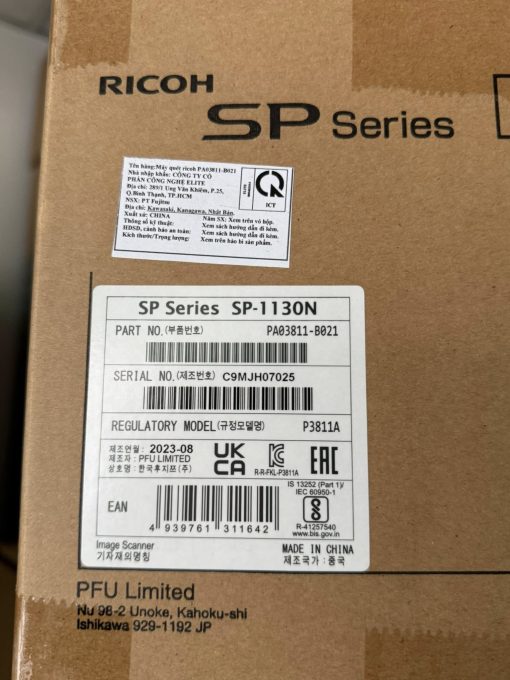 RICOH
SP Series
Tên hàng: Máy quét ricoh PA03811-B021
Nhà nhập khẩu: CÔNG TY CỔ
PHẦN CÔNG NGHỆ ELITE
Địa chỉ: 289/1 Ung Văn Khiêm, P.25,
Q.Bình Thạnh, TP.HCM
NSX: PT Fujitsu
Địa chỉ: Kawasaki, Kanagawa, Nhật Bản.
Xuất xứ: CHINA Năm SX: Xem trên vỏ hộp.
Thông số kỹ thuật: Xem sách hướng dẫn đi kèm.
HDSD, cảnh báo an toàn: Xem sách hướng dẫn đi kèm.
Kích thước/Trọng lượng: Xem trên bao bì sản phẩm.
ICT
SP Series SP-1130N
PART NO.(부품번호) PA03811-B021
SERIAL NO.(제조번호) C9MJH07025
REGULATORY MODEL(규정모델명) P3811A
제조연월 : 2023-08
제조자 : PFU LIMITED
상호명 : 한국후지쯔(주)
UK
CA
R-R-FKL-P3811A
EAC
IS 13252 (Part 1)/
IEC 60950-1
R-41257540
www.bis.gov.in
EAN
4 939761 311642
Image Scanner
기자재의명칭
MADE IN CHINA
제조국가 : 중국
PFU Limited
Nu 98-2 Unoke, Kahoku-shi
Ishikawa 929-1192 JP